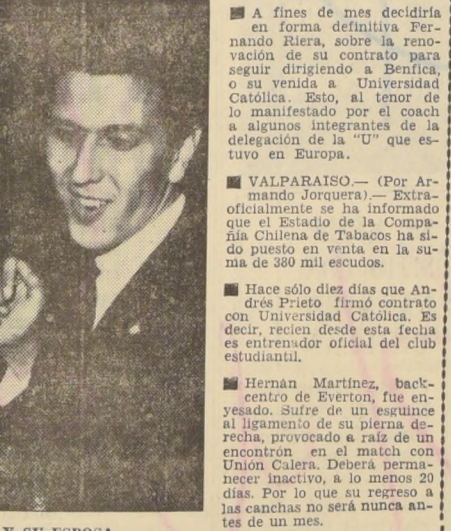 A fines de mes decidiría
en forma definitiva Fer-
nando Riera, sobre la reno-
vación de su contrato para
seguir dirigiendo a Benfica,
o su venida a Universidad
Católica. Esto, al tenor de
lo manifestado por el coach
a algunos integrantes de la
delegación de la "U" que es-
tuvo en Europa.
VALPARAISO.— (Por Ar-
mando Jorquera).— Extra-
oficialmente se ha informado
que el Estadio de la Compa-
ñía Chilena de Tabacos ha si-
do puesto en venta en la su-
ma de 380 mil escudos.
Hace sólo diez días que An-
drés Prieto firmó contrato
con Universidad Católica. Es
decir, recien desde esta fecha
es entrenador oficial del club
estudiantil.
Hernán Martínez, back-
centro de Everton, fue en-
yesado. Sufre de un esguince
al ligamento de su pierna de-
recha, provocado a raíz de un
encontrón en el match con
Unión Calera. Deberá perma-
necer inactivo, a lo menos 20
días. Por lo que su regreso a
las canchas no será nunca an-
tes de un mes.
Y SU ESPOSA